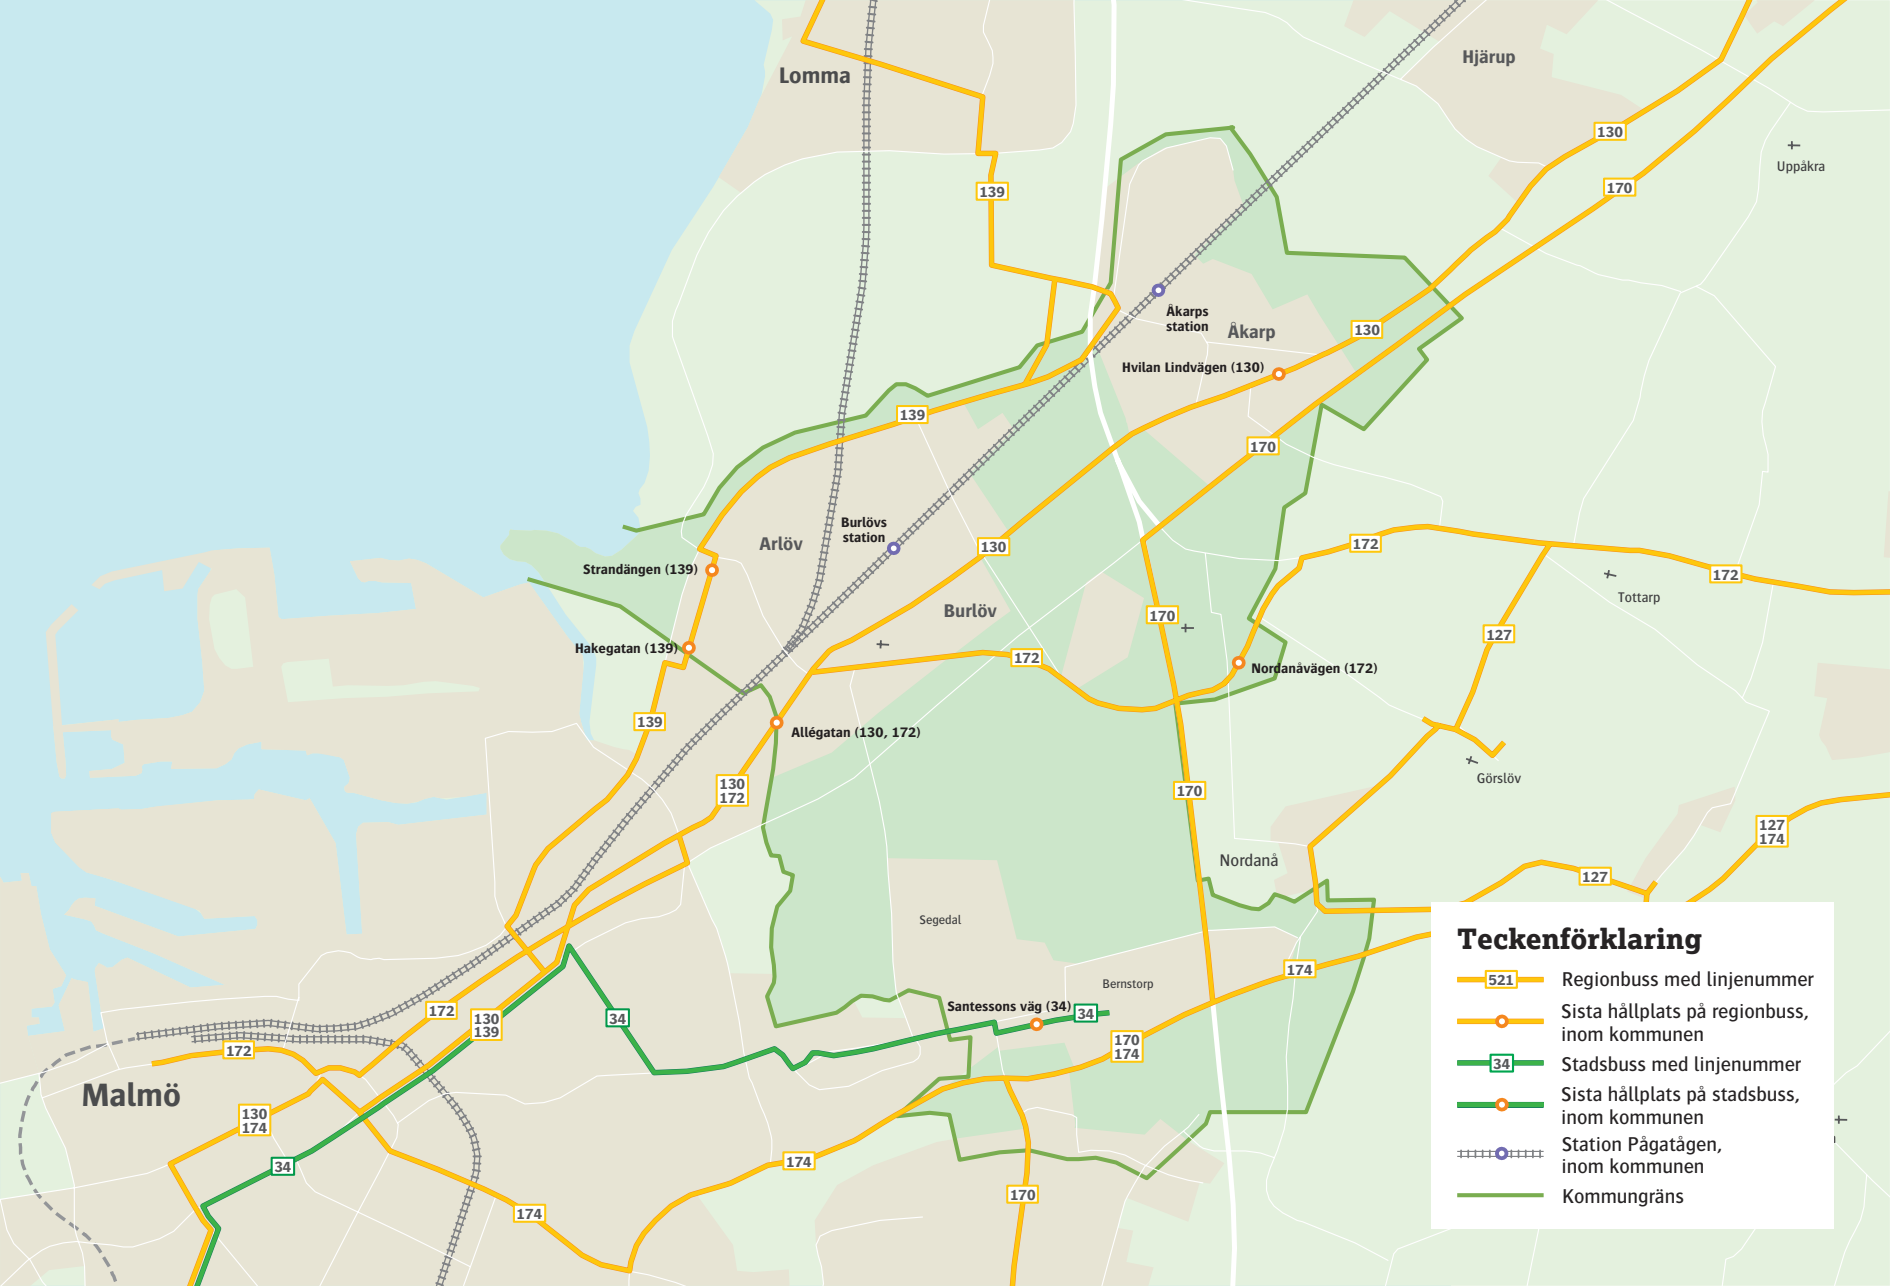 Hjärup
Lomma
130
Uppåkra
170
139
Åkarps
station
Åkarp
130
Hvilan Lindvägen (130)
139
170
Burlövs
station
Arlöv
130
172
Strandängen (139)
172
Tottarp
Burlöv
170
127
Hakegatan (139)
172
Nordanåvägen (172)
139
Allégatan (130, 172)
Görslöv
130
172
170
127
174
Nordanå
127
Segedal
174
Bernstorp
Santessons väg (34)
34
172
130
139
34
172
170
174
Malmö
130
174
34
174
170
174
Teckenförklaring
521
Regionbuss med linjenummer
Sista hållplats på regionbuss,
inom kommunen
34
Stadsbuss med linjenummer
Sista hållplats på stadsbuss,
inom kommunen
Station Pågatågen,
inom kommunen
Kommungräns